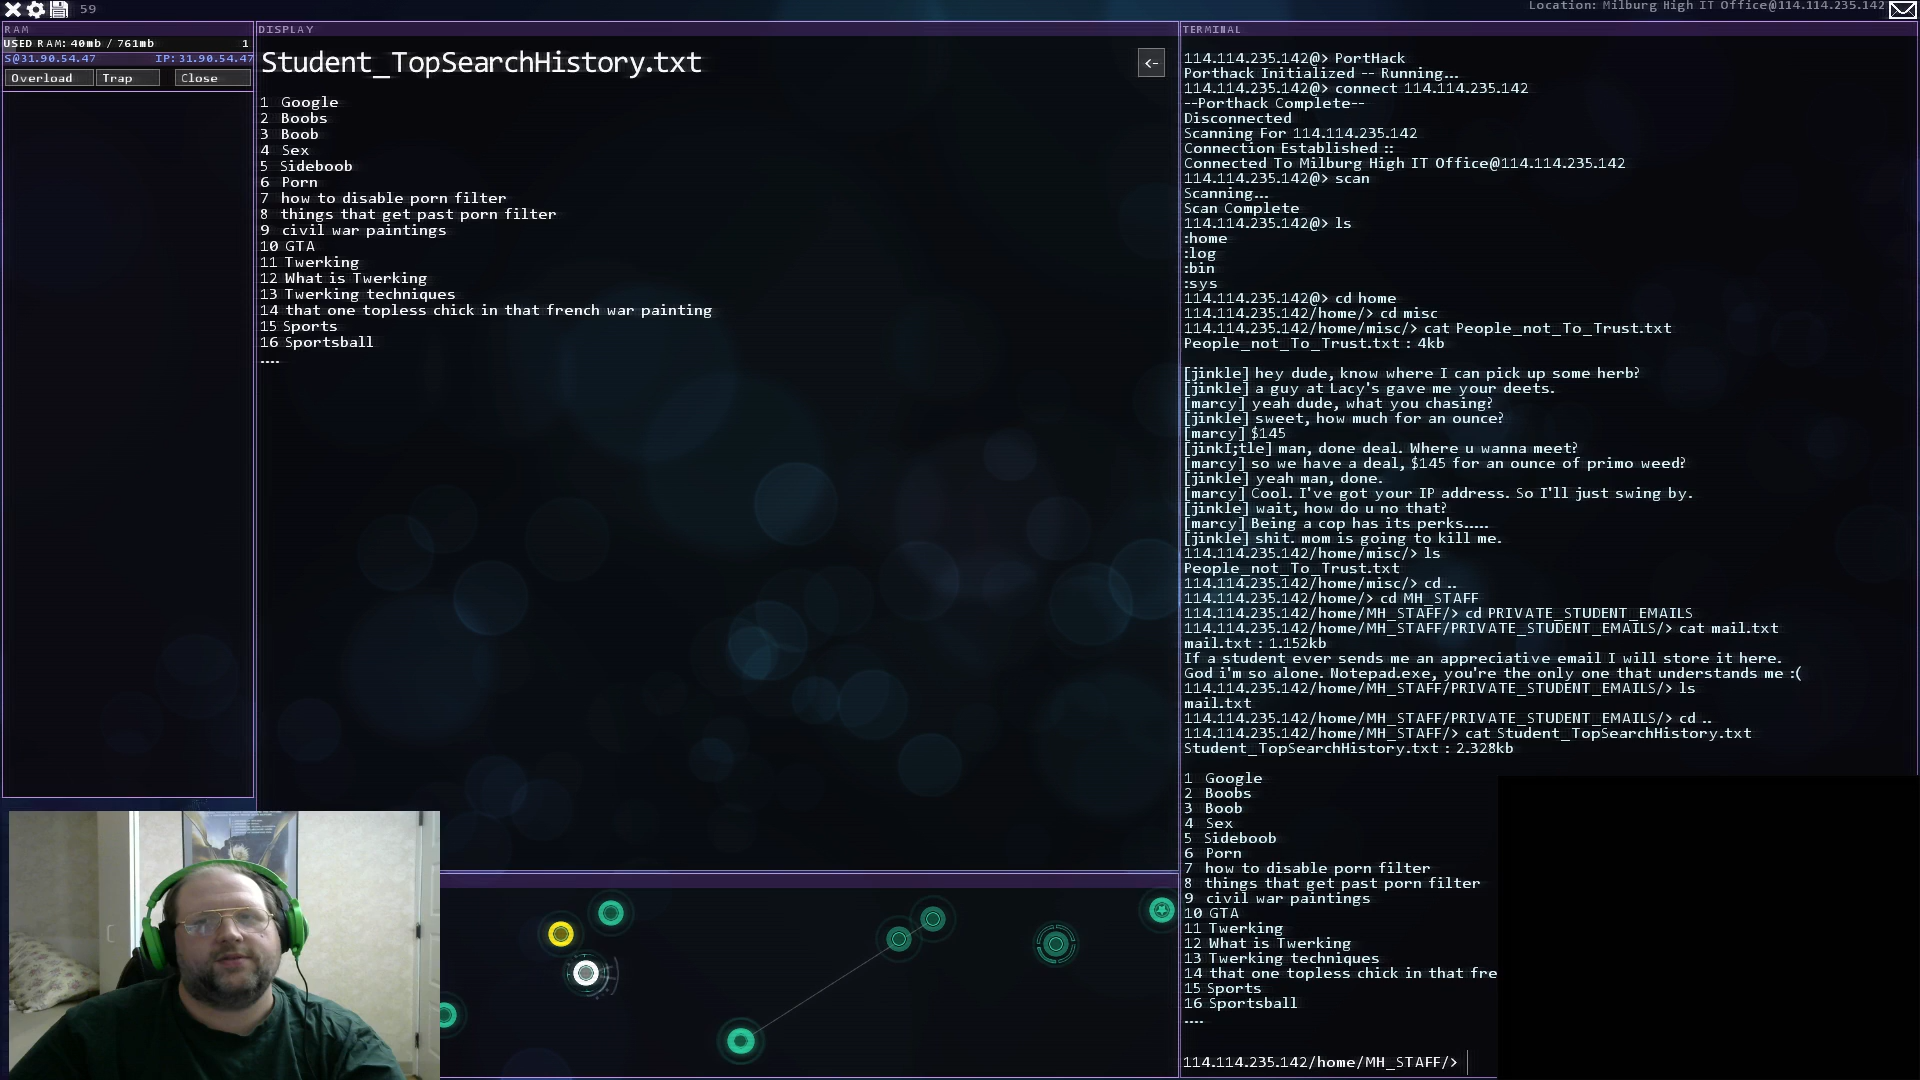 59
Location: Milburg High IT Office@114.114.235.142
RAM
USED RAM: 40mb / 761mb 1
S@31.90.54.47 IP: 31.90.54.47
Overload Trap Close
DISPLAY
Student_TopSearchHistory.txt
<-
1 Google
2 Boobs
3 Boob
4 Sex
5 Sideboob
6 Porn
7 how to disable porn filter
8 things that get past porn filter
9 civil war paintings
10 GTA
11 Twerking
12 What is Twerking
13 Twerking techniques
14 that one topless chick in that french war painting
15 Sports
16 Sportsball
....
TERMINAL
114.114.235.142@> PortHack
Porthack Initialized -- Running...
114.114.235.142@> connect 114.114.235.142
--Porthack Complete--
Disconnected
Scanning For 114.114.235.142
Connection Established ::
Connected To Milburg High IT Office@114.114.235.142
114.114.235.142@> scan
Scanning...
Scan Complete
114.114.235.142@> ls
:home
:log
:bin
:sys
114.114.235.142@> cd home
114.114.235.142/home/> cd misc
114.114.235.142/home/misc/> cat People_not_To_Trust.txt
People_not_To_Trust.txt : 4kb
[jinkle] hey dude, know where I can pick up some herb?
[jinkle] a guy at Lacy's gave me your deets.
[marcy] yeah dude, what you chasing?
[jinkle] sweet, how much for an ounce?
[marcy] $145
[jinkI;tle] man, done deal. Where u wanna meet?
[marcy] so we have a deal, $145 for an ounce of primo weed?
[jinkle] yeah man, done.
[marcy] Cool. I've got your IP address. So I'll just swing by.
[jinkle] wait, how do u no that?
[marcy] Being a cop has its perks.....
[jinkle] shit. mom is going to kill me.
114.114.235.142/home/misc/> ls
People_not_To_Trust.txt
114.114.235.142/home/misc/> cd ..
114.114.235.142/home/> cd MH_STAFF
114.114.235.142/home/MH_STAFF/> cd PRIVATE_STUDENT_EMAILS
114.114.235.142/home/MH_STAFF/PRIVATE_STUDENT_EMAILS/> cat mail.txt
mail.txt : 1.152kb
If a student ever sends me an appreciative email I will store it here.
God i'm so alone. Notepad.exe, you're the only one that understands me :(
114.114.235.142/home/MH_STAFF/PRIVATE_STUDENT_EMAILS/> ls
mail.txt
114.114.235.142/home/MH_STAFF/PRIVATE_STUDENT_EMAILS/> cd ..
114.114.235.142/home/MH_STAFF/> cat Student_TopSearchHistory.txt
Student_TopSearchHistory.txt : 2.328kb
1 Google
2 Boobs
3 Boob
4 Sex
5 Sideboob
6 Porn
7 how to disable porn filter
8 things that get past porn filter
9 civil war paintings
10 GTA
11 Twerking
12 What is Twerking
13 Twerking techniques
14 that one topless chick in that fre
15 Sports
16 Sportsball
....
114.114.235.142/home/MH_STAFF/>